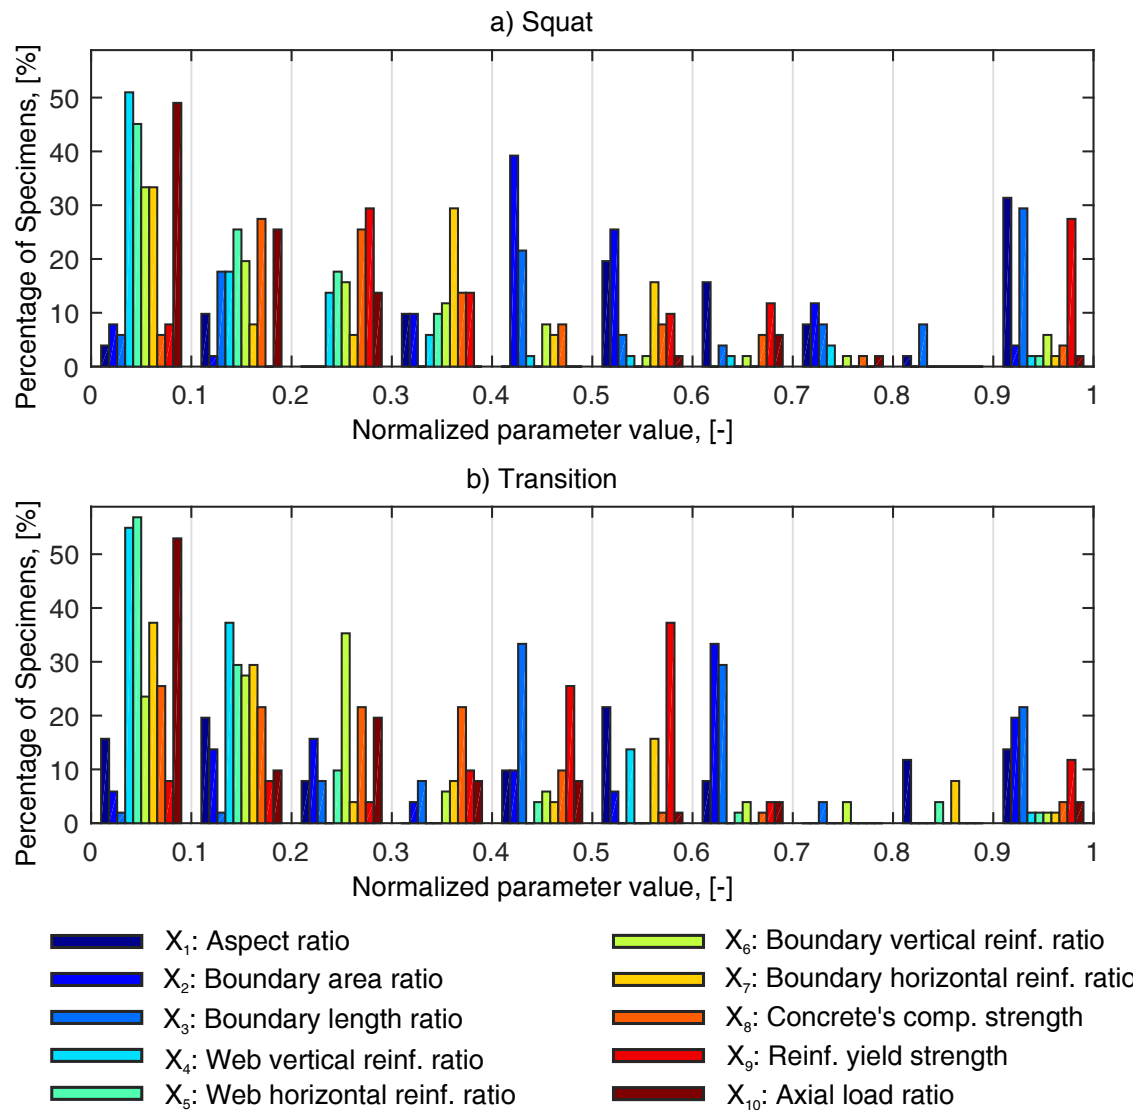 a) Squat
Percentage of Specimens, [%]
50
40
30
20
10
0
0 0.1 0.2 0.3 0.4 0.5 0.6 0.7 0.8 0.9 1
Normalized parameter value, [-]
b) Transition
Percentage of Specimens, [%]
50
40
30
20
10
0
0 0.1 0.2 0.3 0.4 0.5 0.6 0.7 0.8 0.9 1
Normalized parameter value, [-]
X₁: Aspect ratio
X₂: Boundary area ratio
X₃: Boundary length ratio
X₄: Web vertical reinf. ratio
X₅: Web horizontal reinf. ratio
X₆: Boundary vertical reinf. ratio
X₇: Boundary horizontal reinf. ratio
X₈: Concrete's comp. strength
X₉: Reinf. yield strength
X₁₀: Axial load ratio